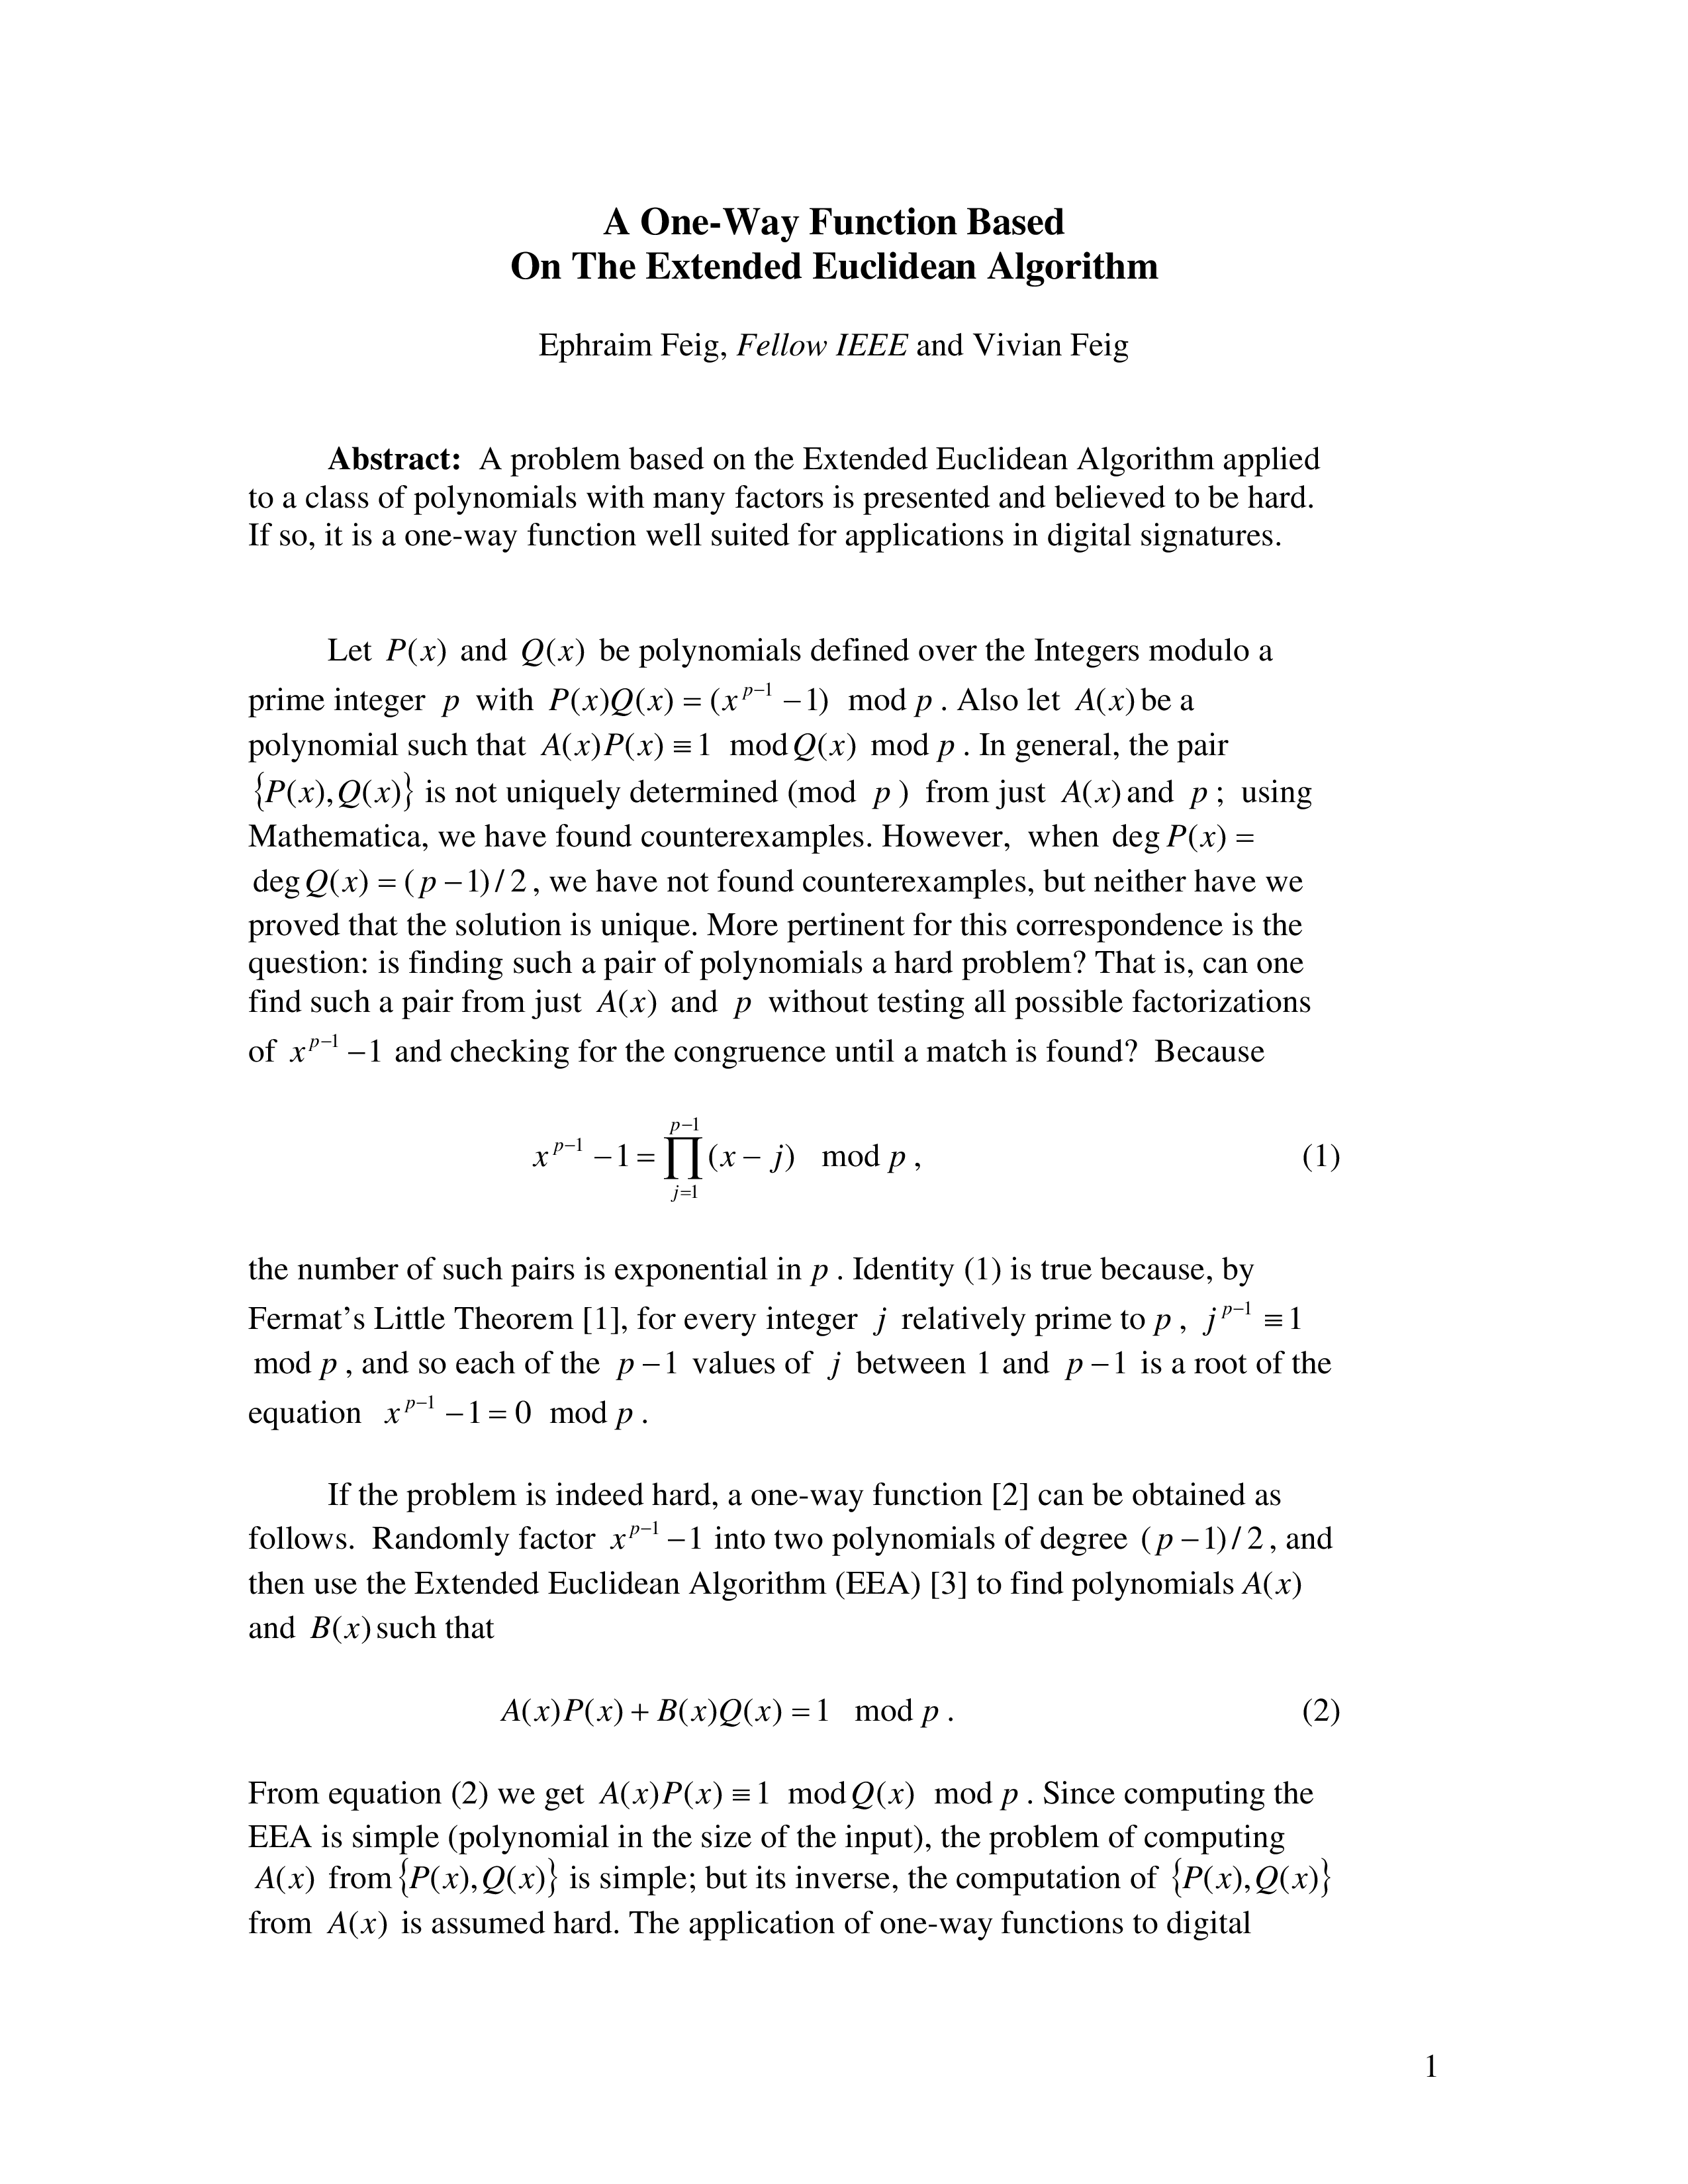 A One-Way Function Based
On The Extended Euclidean Algorithm
Ephraim Feig, Fellow IEEE and Vivian Feig
Abstract: A problem based on the Extended Euclidean Algorithm applied
to a class of polynomials with many factors is presented and believed to be hard.
If so, it is a one-way function well suited for applications in digital signatures.
Let P(x) and Q(x) be polynomials defined over the Integers modulo a
prime integer p with P(x)Q(x) = (x^{p−1} − 1) mod p . Also let A(x) be a
polynomial such that A(x)P(x) ≡ 1 mod Q(x) mod p . In general, the pair
{P(x), Q(x)} is not uniquely determined (mod p ) from just A(x) and p ; using
Mathematica, we have found counterexamples. However, when deg P(x) =
deg Q(x) = (p − 1) / 2 , we have not found counterexamples, but neither have we
proved that the solution is unique. More pertinent for this correspondence is the
question: is finding such a pair of polynomials a hard problem? That is, can one
find such a pair from just A(x) and p without testing all possible factorizations
of x^{p−1} − 1 and checking for the congruence until a match is found? Because
x^{p−1} − 1 = ∏_{j=1}^{p−1} (x − j) mod p , (1)
the number of such pairs is exponential in p . Identity (1) is true because, by
Fermat's Little Theorem [1], for every integer j relatively prime to p , j^{p−1} ≡ 1
mod p , and so each of the p − 1 values of j between 1 and p − 1 is a root of the
equation x^{p−1} − 1 = 0 mod p .
If the problem is indeed hard, a one-way function [2] can be obtained as
follows. Randomly factor x^{p−1} − 1 into two polynomials of degree (p − 1) / 2 , and
then use the Extended Euclidean Algorithm (EEA) [3] to find polynomials A(x)
and B(x) such that
A(x)P(x) + B(x)Q(x) = 1 mod p . (2)
From equation (2) we get A(x)P(x) ≡ 1 mod Q(x) mod p . Since computing the
EEA is simple (polynomial in the size of the input), the problem of computing
A(x) from {P(x), Q(x)} is simple; but its inverse, the computation of {P(x), Q(x)}
from A(x) is assumed hard. The application of one-way functions to digital
1